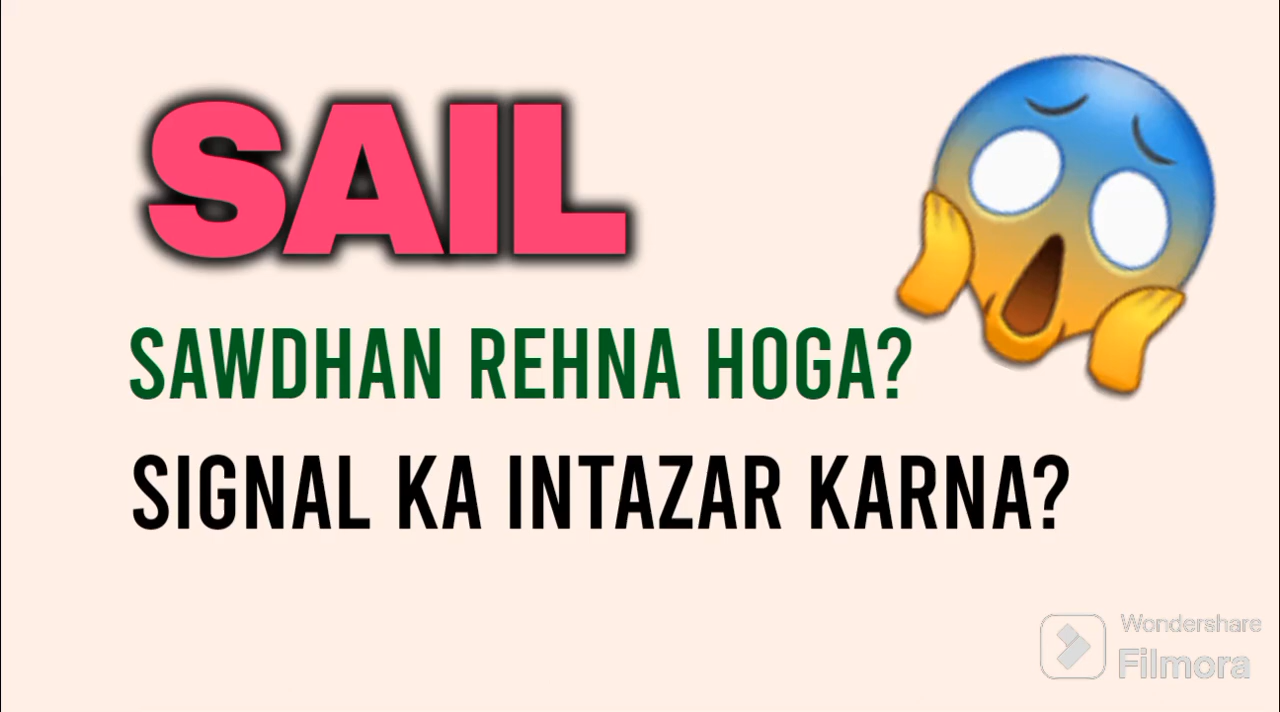 SAIL
SAWDHAN REHNA HOGA?
SIGNAL KA INTAZAR KARNA?
Wondershare
Filmora